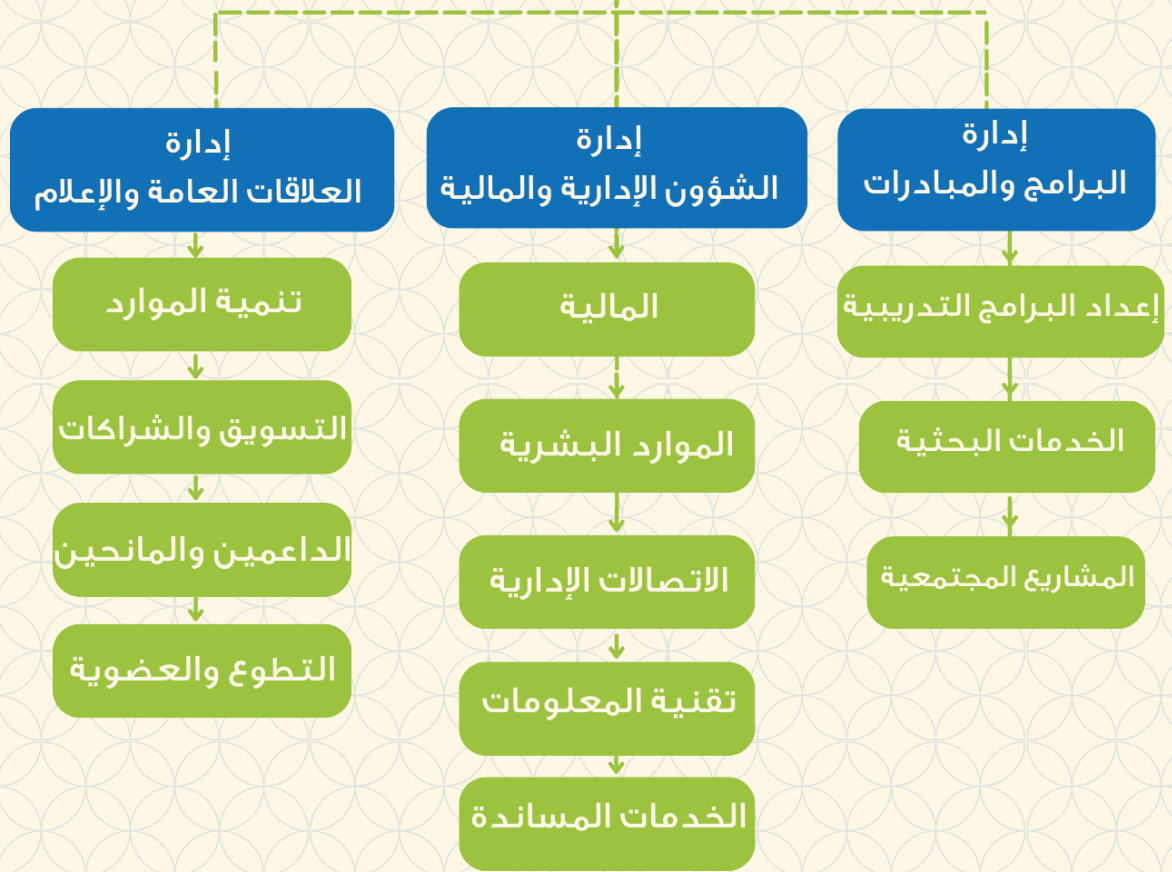 إدارة
البرامج والمبادرات
إعداد البرامج التدريبية
الخدمات البحثية
المشاريع المجتمعية
إدارة
الشؤون الإدارية والمالية
المالية
الموارد البشرية
الاتصالات الإدارية
تقنية المعلومات
الخدمات المساندة
إدارة
العلاقات العامة والإعلام
تنمية الموارد
التسويق والشراكات
الداعمين والمانحين
التطوع والعضوية